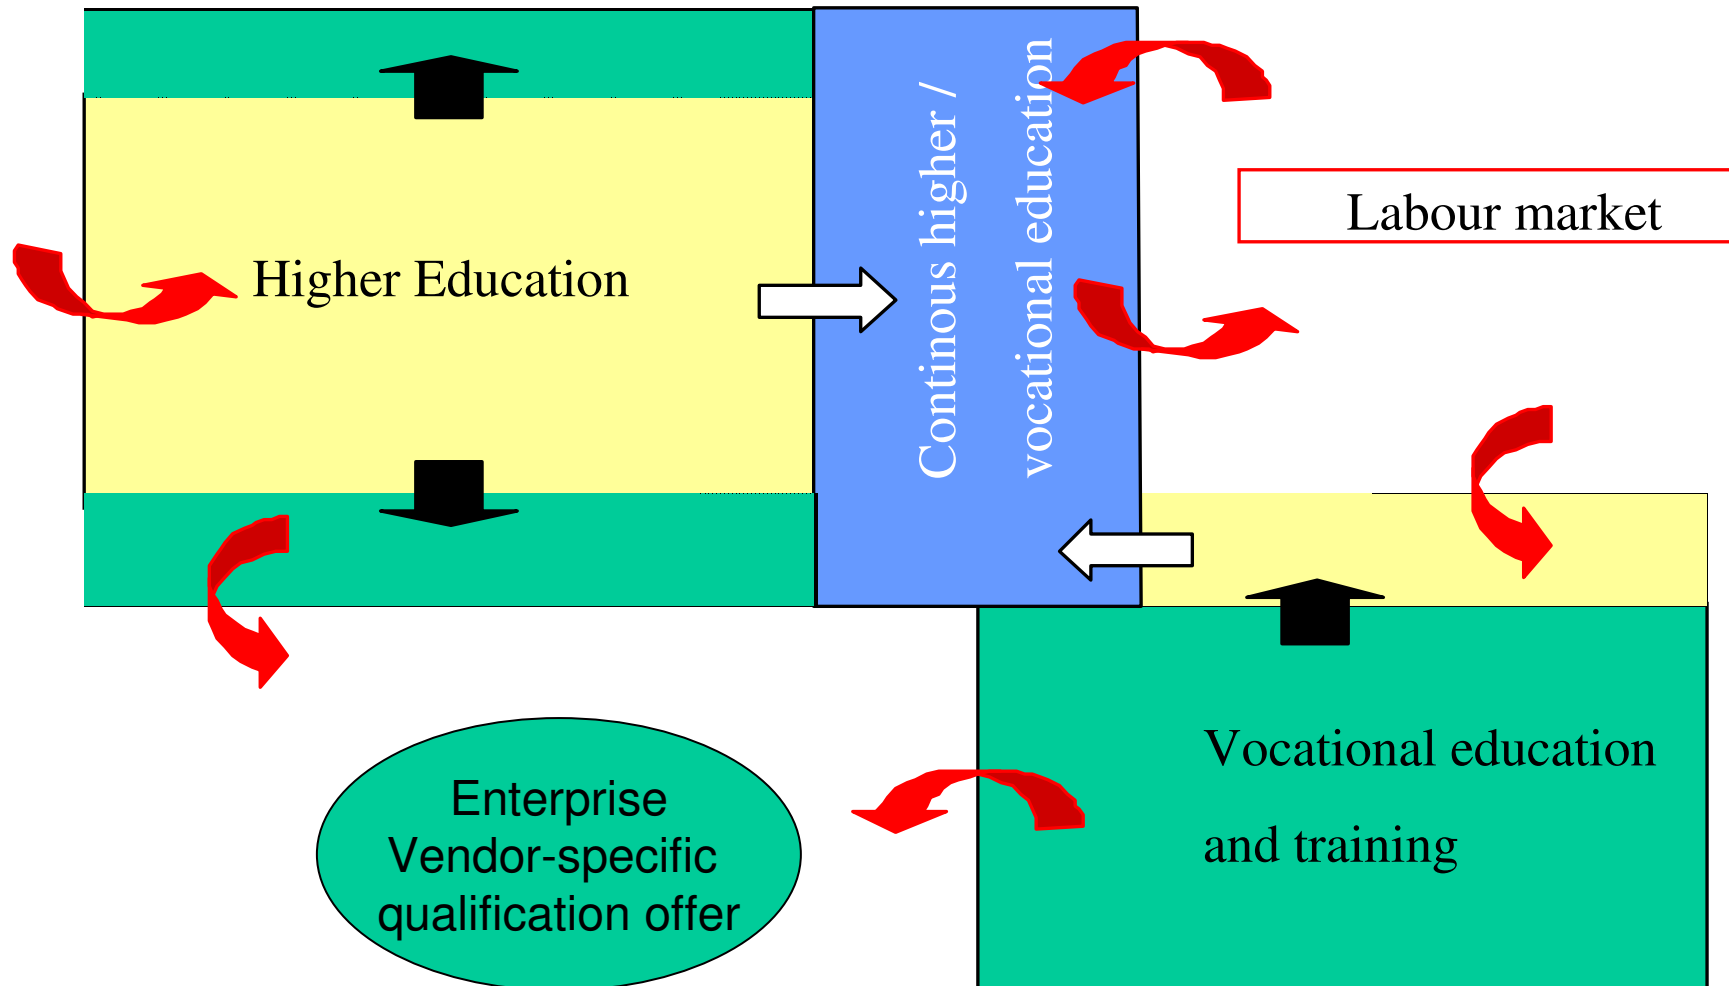 Continous higher /
vocational education
Labour market
Higher Education
Vocational education
and training
Enterprise
Vendor-specific
qualification offer